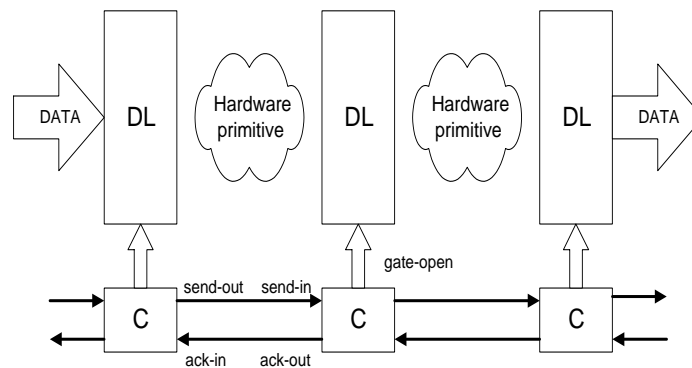 DATA
DL
Hardware
primitive
DL
Hardware
primitive
DL
DATA
gate-open
send-out
send-in
C
C
C
ack-in
ack-out